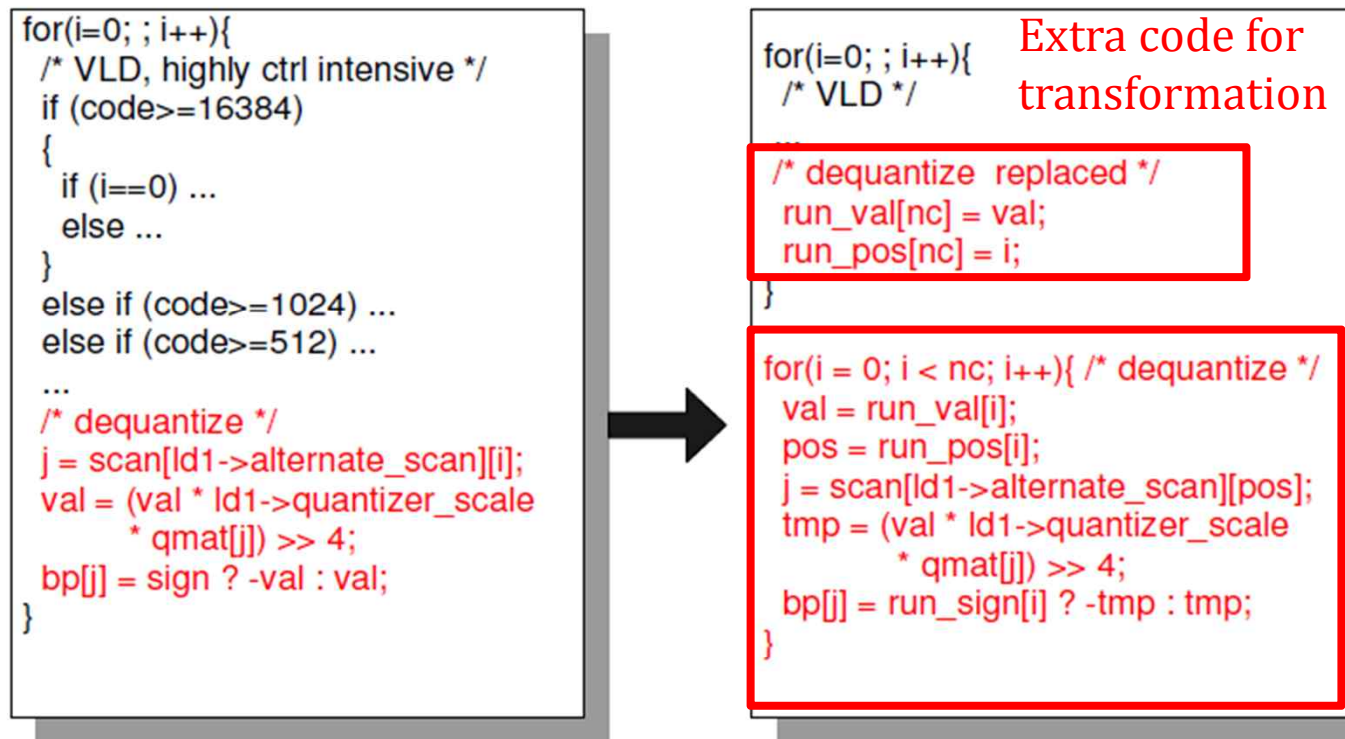 for(i=0; ; i++){
/* VLD, highly ctrl intensive */
if (code>=16384)
{
if (i==0) ...
else ...
}
else if (code>=1024) ...
else if (code>=512) ...
...
/* dequantize */
j = scan[ld1->alternate_scan][i];
val = (val * ld1->quantizer_scale
* qmat[j]) >> 4;
bp[j] = sign ? -val : val;
}
Extra code for
transformation
for(i=0; ; i++){
/* VLD */
...
/* dequantize  replaced */
run_val[nc] = val;
run_pos[nc] = i;
}
for(i = 0; i < nc; i++){ /* dequantize */
val = run_val[i];
pos = run_pos[i];
j = scan[ld1->alternate_scan][pos];
tmp = (val * ld1->quantizer_scale
* qmat[j]) >> 4;
bp[j] = run_sign[i] ? -tmp : tmp;
}